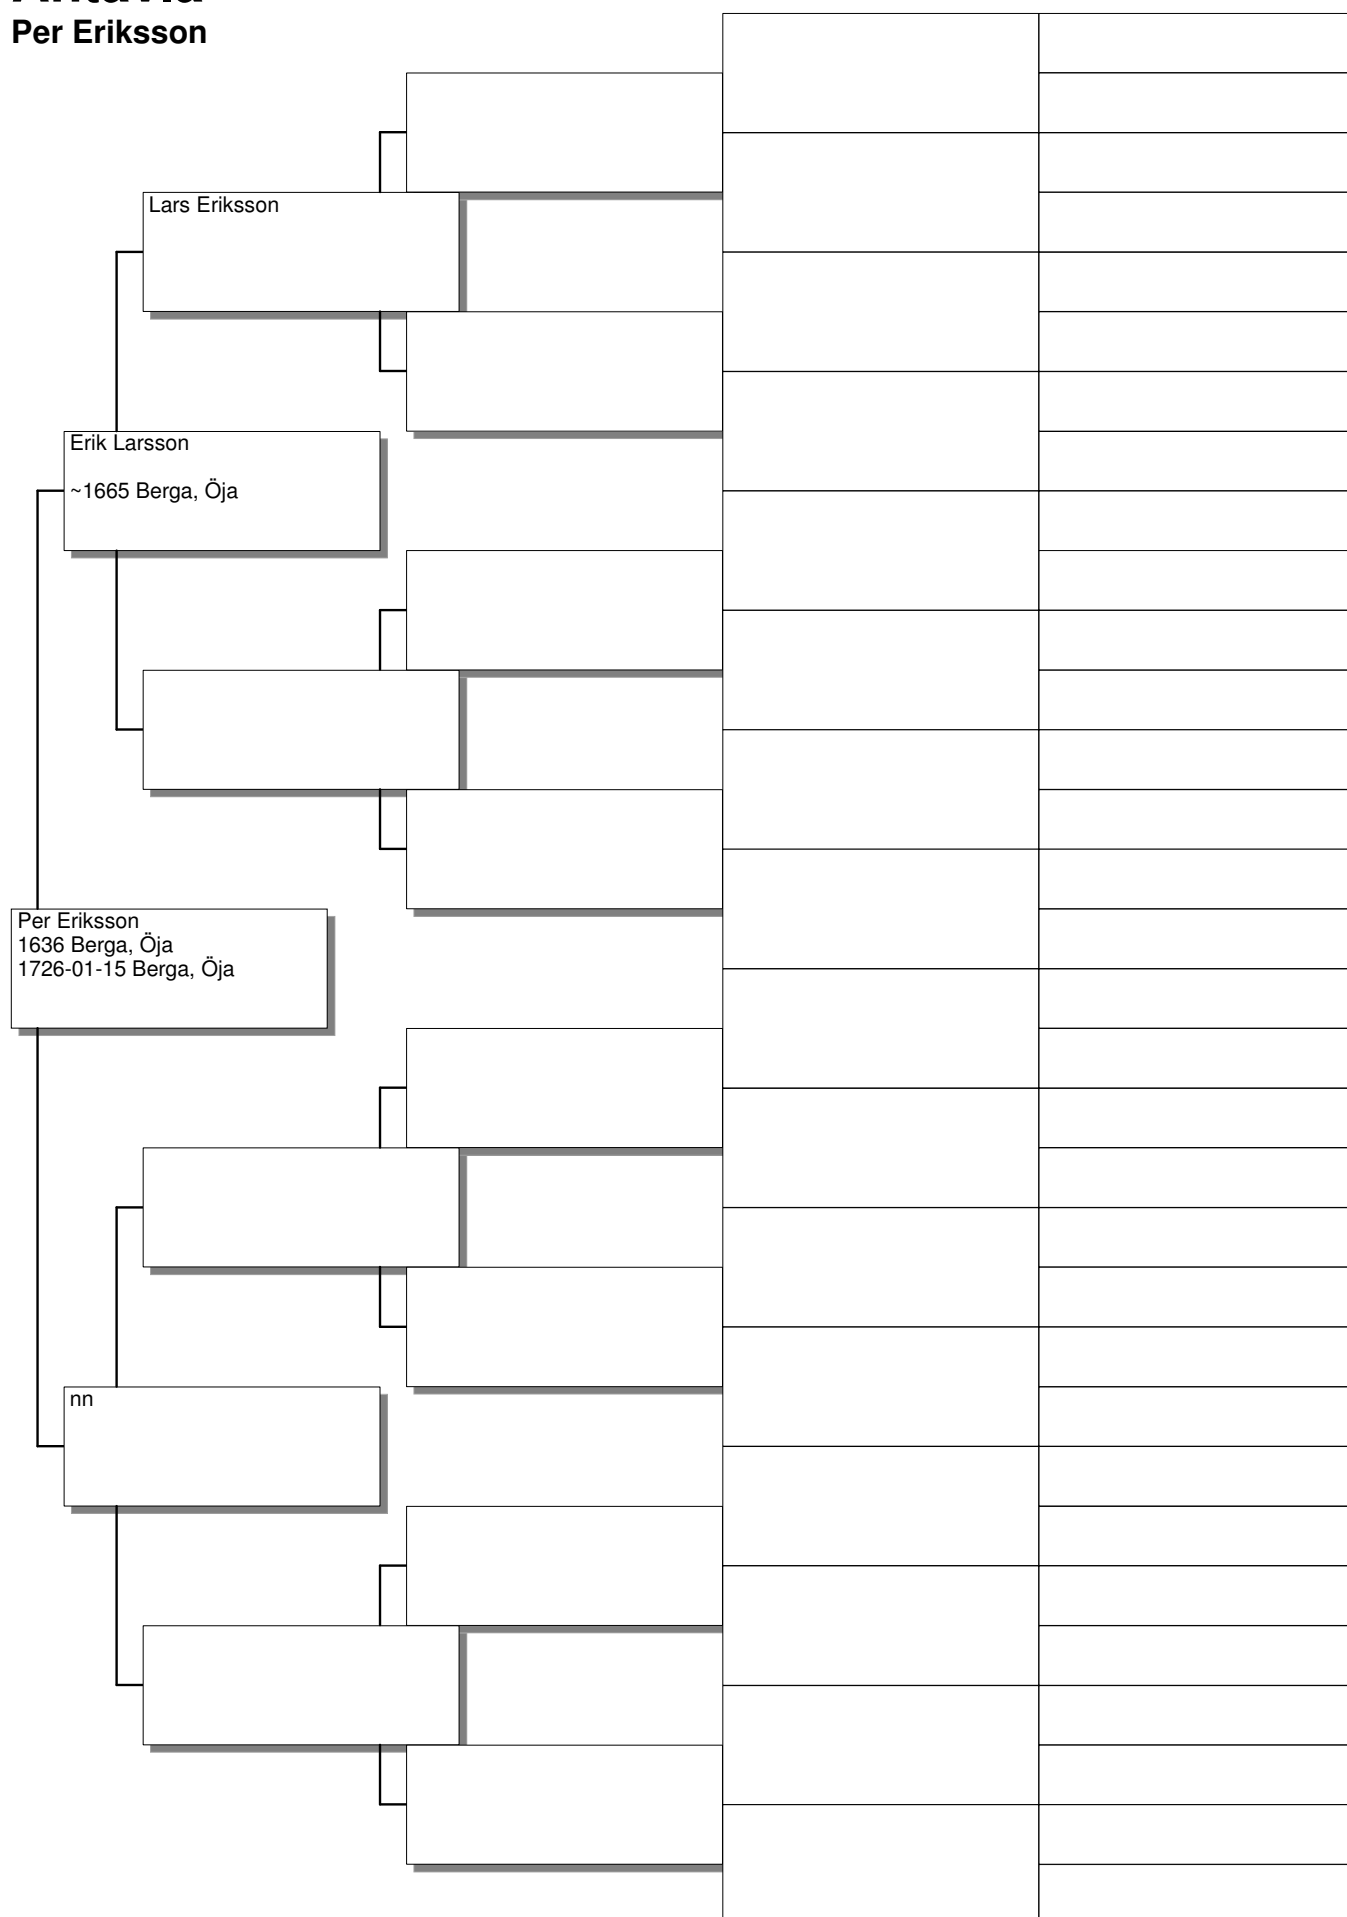 Per Eriksson
Lars Eriksson
Erik Larsson
~1665 Berga, Öja
Per Eriksson
1636 Berga, Öja
1726-01-15 Berga, Öja
nn